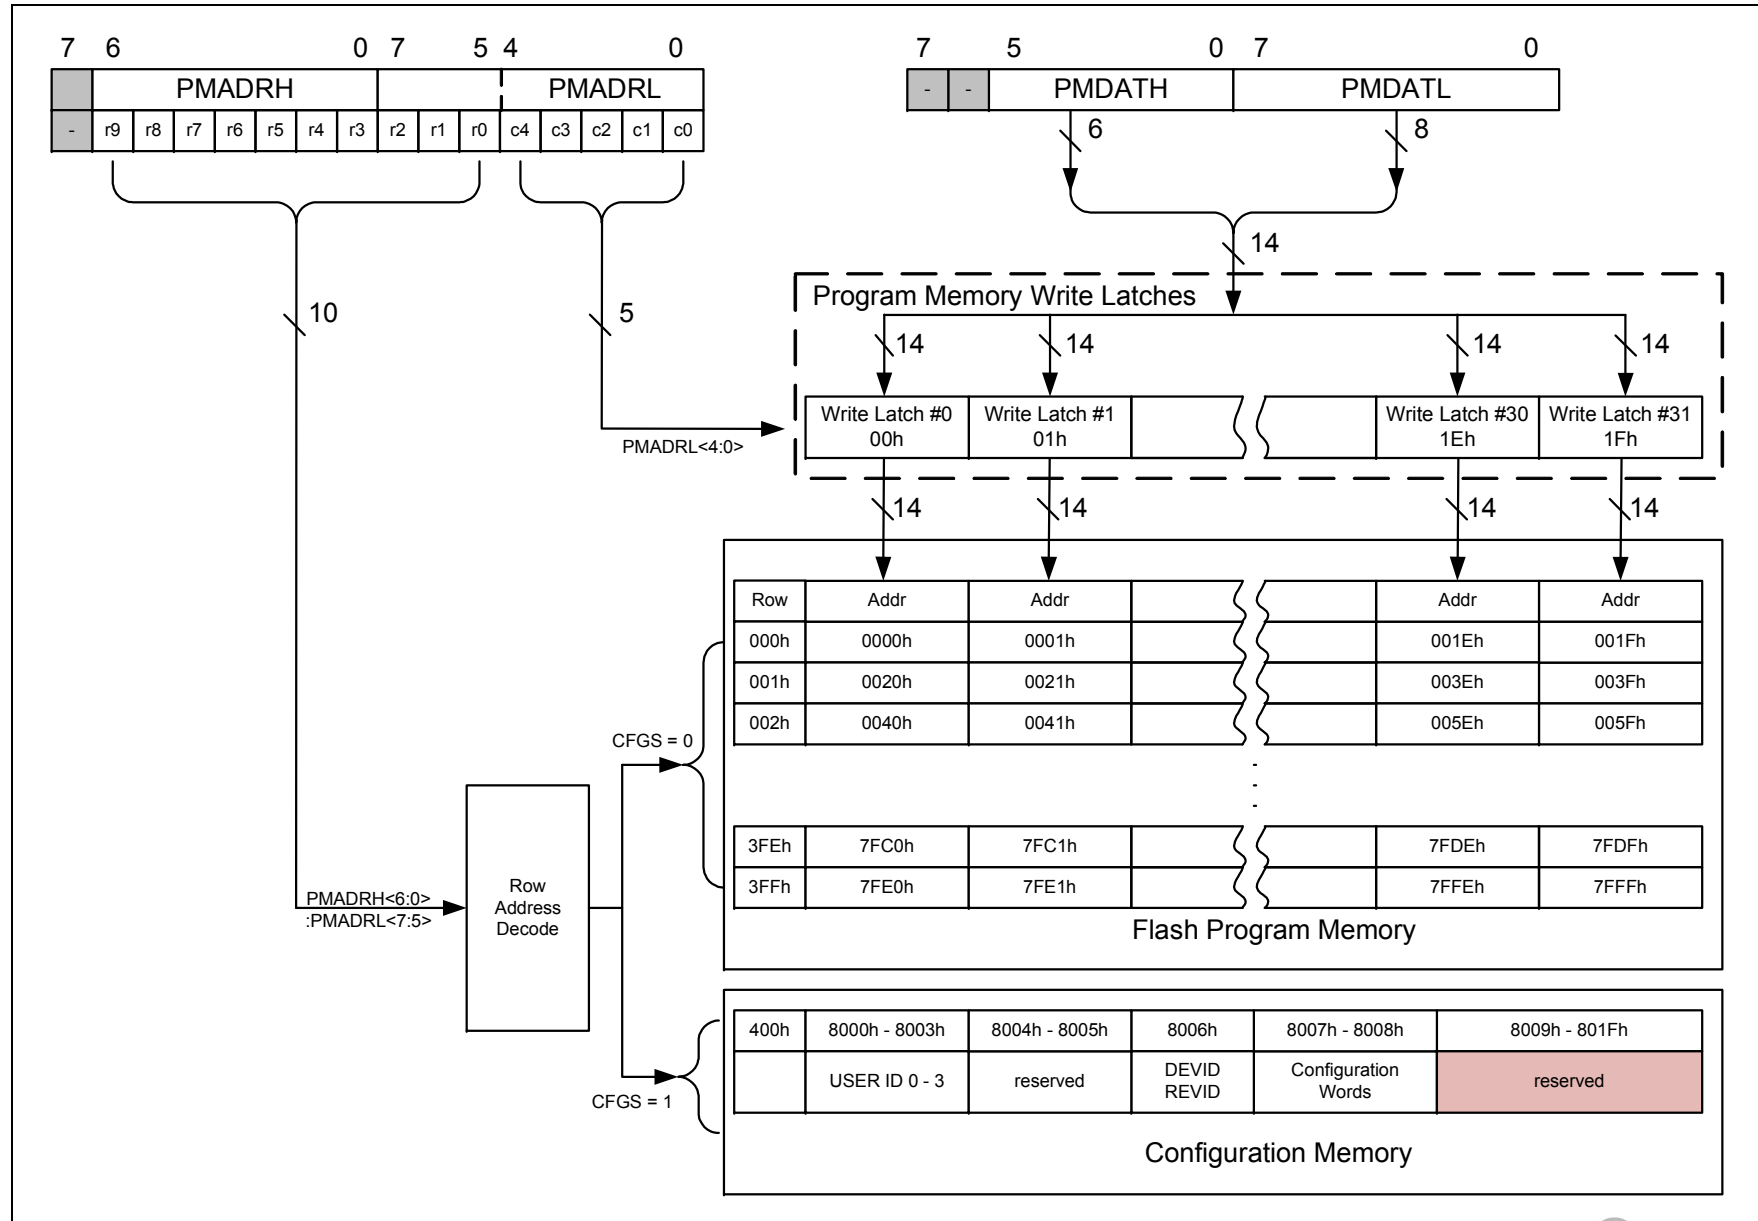 7 6 0 7 5 4 0
PMADRH PMADRL
- r9 r8 r7 r6 r5 r4 r3 r2 r1 r0 c4 c3 c2 c1 c0
7 5 0 7 0
- - PMDATH PMDATL
6 8
14
10
5
Program Memory Write Latches
14 14 14 14
Write Latch #0 Write Latch #1 Write Latch #30 Write Latch #31
00h 01h 1Eh 1Fh
PMADRL<4:0>
14 14 14 14
Row Addr Addr Addr Addr
000h 0000h 0001h 001Eh 001Fh
001h 0020h 0021h 003Eh 003Fh
002h 0040h 0041h 005Eh 005Fh
CFGS = 0
3FEh 7FC0h 7FC1h 7FDEh 7FDFh
3FFh 7FE0h 7FE1h 7FFEh 7FFFh
Flash Program Memory
PMADRH<6:0>
:PMADRL<7:5>
Row
Address
Decode
400h 8000h - 8003h 8004h - 8005h 8006h 8007h - 8008h 8009h - 801Fh
USER ID 0 - 3 reserved DEVID REVID Configuration Words reserved
CFGS = 1
Configuration Memory